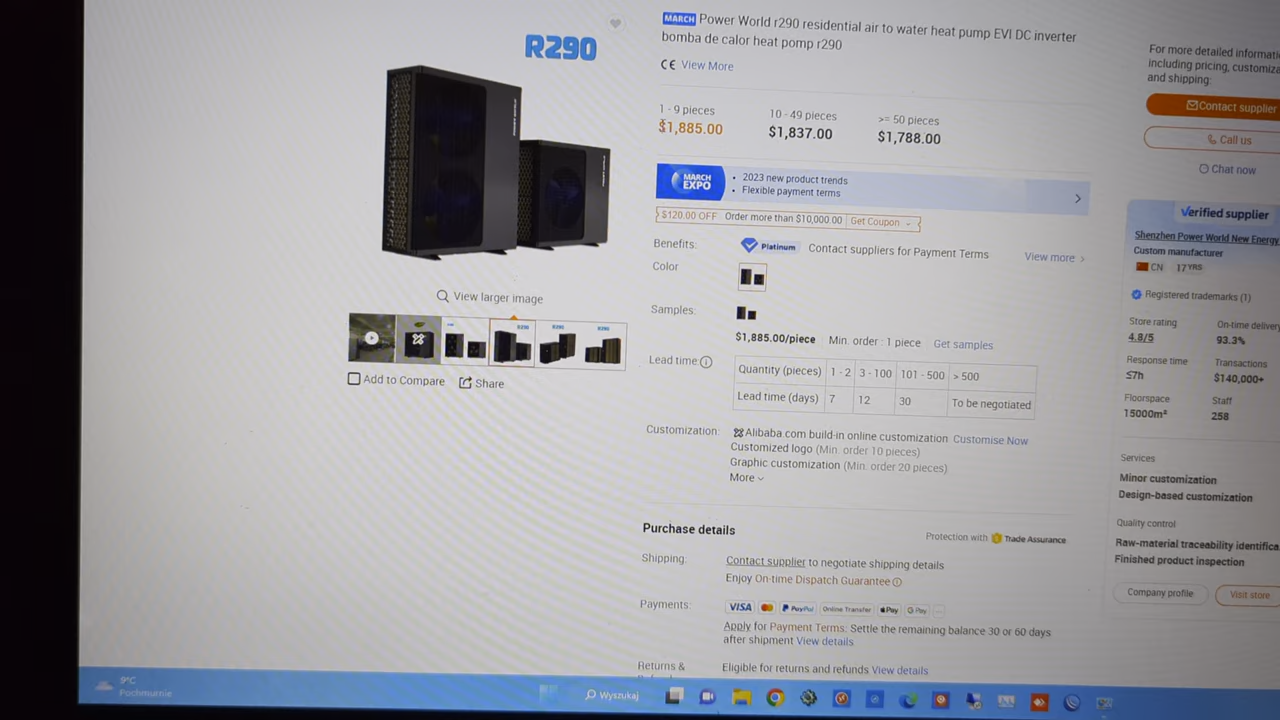 R290
View larger image
Add to Compare
Share
MARCH Power World r290 residential air to water heat pump EVI DC inverter
bomba de calor heat pomp r290
CE View More
1 - 9 pieces
$1,885.00
10 - 49 pieces
$1,837.00
>= 50 pieces
$1,788.00
MARCH
EXPO
• 2023 new product trends
• Flexible payment terms
$120.00 OFF Order more than $10,000.00 Get Coupon
Benefits: Platinum Contact suppliers for Payment Terms View more >
Color
Samples:
$1,885.00/piece Min. order : 1 piece Get samples
Lead time:
Quantity (pieces) 1 - 2 3 - 100 101 - 500 > 500
Lead time (days) 7 12 30 To be negotiated
Customization: Alibaba.com build-in online customization Customise Now
Customized logo (Min. order 10 pieces)
Graphic customization (Min. order 20 pieces)
More
Purchase details
Protection with Trade Assurance
Shipping: Contact supplier to negotiate shipping details
Enjoy On-time Dispatch Guarantee
Payments: VISA PayPal Online Transfer Pay G Pay ...
Apply for Payment Terms: Settle the remaining balance 30 or 60 days
after shipment View details
Returns & Eligible for returns and refunds View details
For more detailed informati
including pricing, customiza
and shipping:
Contact supplier
Call us
Chat now
Verified supplier
Shenzhen Power World New Energy
Custom manufacturer
CN 17 YRS
Registered trademarks (1)
Store rating
4.8/5
On-time delivery
93.3%
Response time
≤7h
Transactions
$140,000+
Floorspace
15000m²
Staff
258
Services
Minor customization
Design-based customization
Quality control
Raw-material traceability identifica
Finished product inspection
Company profile
Visit store
9°C
Pochmurnie
Wyszukaj